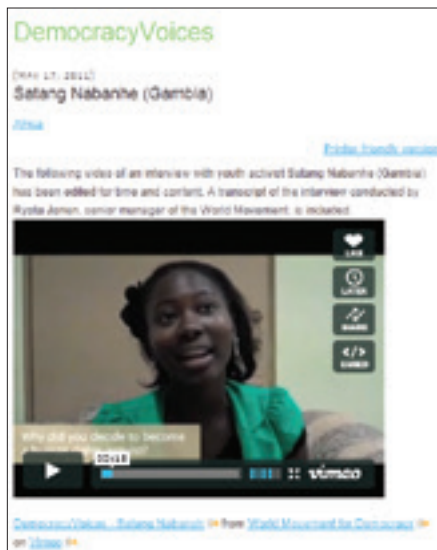 DemocracyVoices
[MAY 17, 2011]
Satang Nabanhe (Gambia)
Africa
Printer-friendly version
The following video of an interview with youth activist Satang Nabanhe (Gambia)
has been edited for time and content. A transcript of the interview conducted by
Ryota Jonen, senior manager of the World Movement, is included.
LIKE
LATER
SHARE
</>
EMBED
Why did you decide to become
00:18
vimeo
DemocracyVoices - Satang Nabanhe from World Movement for Democracy
on Vimeo